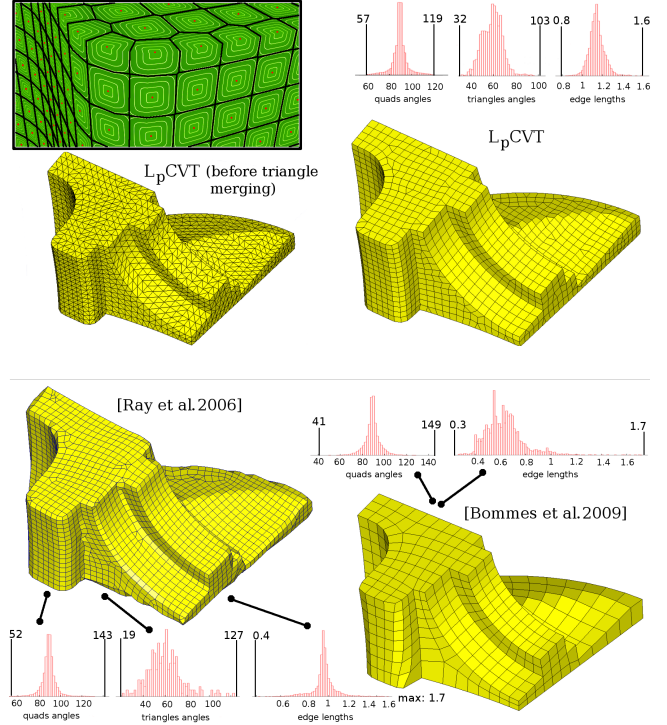 57
119
32
103
0.8
1.6
60 80 100 120
40 60 80 100
0.8 1 1.2 1.4 1.6
quads angles
triangles angles
edge lengths
LpCVT (before triangle
merging)
LpCVT
[Ray et al.2006]
41
149
0.3
1.7
40 60 80 100 120 140
0.4 0.6 0.8 1 1.2 1.4 1.6
quads angles
edge lengths
[Bommes et al.2009]
52
143
19
127
0.4
max: 1.7
60 80 100 120
40 60 80 100
0.6 0.8 1 1.2 1.4 1.6
quads angles
triangles angles
edge lengths